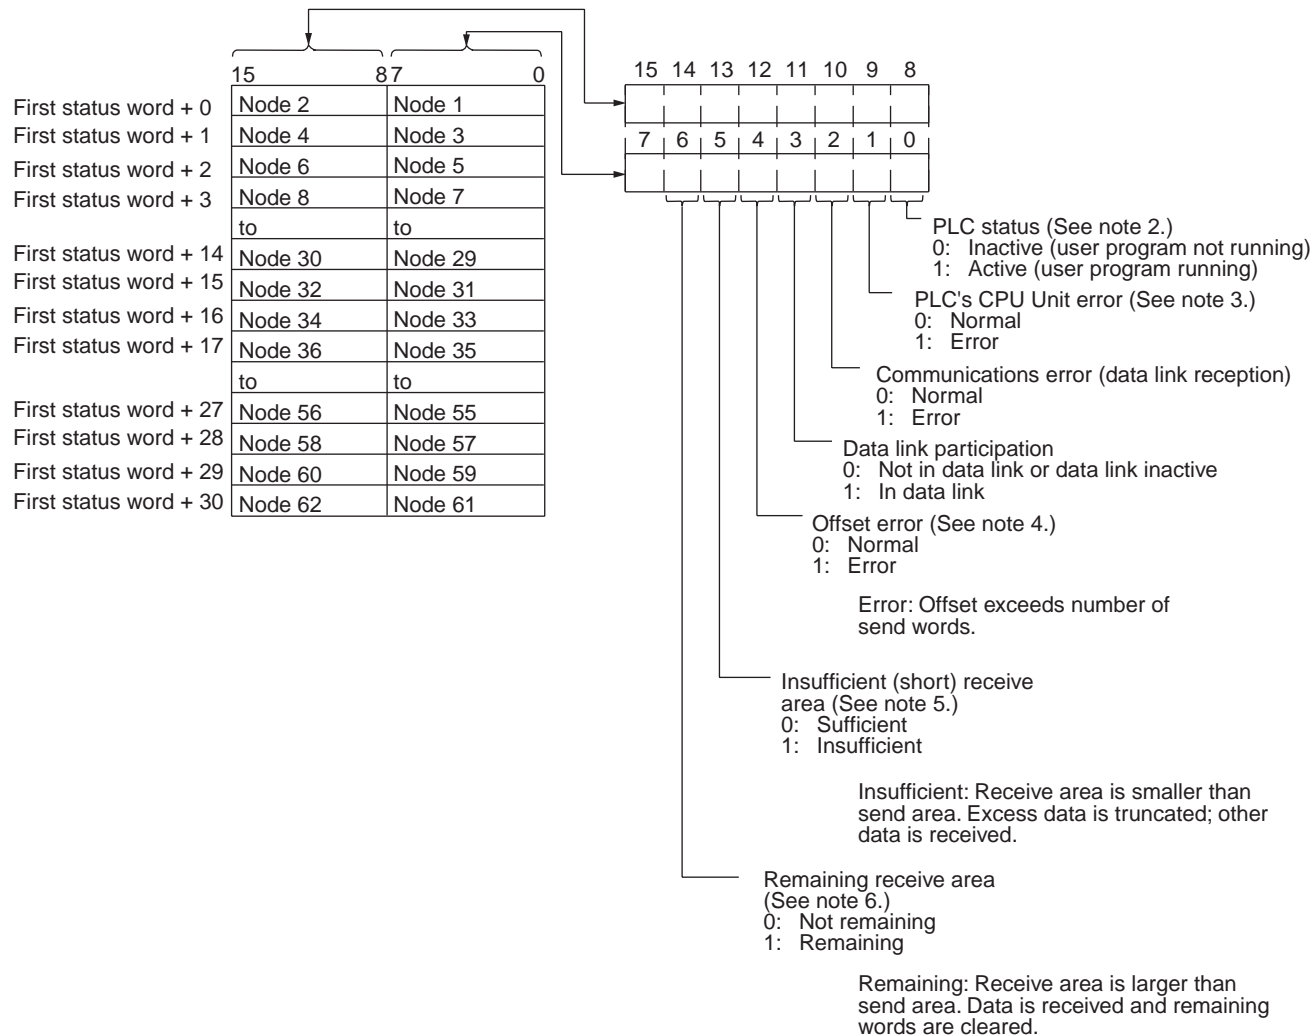 15 8 7 0
First status word + 0 Node 2 Node 1
First status word + 1 Node 4 Node 3
First status word + 2 Node 6 Node 5
First status word + 3 Node 8 Node 7
to to
First status word + 14 Node 30 Node 29
First status word + 15 Node 32 Node 31
First status word + 16 Node 34 Node 33
First status word + 17 Node 36 Node 35
to to
First status word + 27 Node 56 Node 55
First status word + 28 Node 58 Node 57
First status word + 29 Node 60 Node 59
First status word + 30 Node 62 Node 61
15 14 13 12 11 10 9 8
7 6 5 4 3 2 1 0
PLC status (See note 2.)
0: Inactive (user program not running)
1: Active (user program running)
PLC's CPU Unit error (See note 3.)
0: Normal
1: Error
Communications error (data link reception)
0: Normal
1: Error
Data link participation
0: Not in data link or data link inactive
1: In data link
Offset error (See note 4.)
0: Normal
1: Error
Error: Offset exceeds number of
send words.
Insufficient (short) receive
area (See note 5.)
0: Sufficient
1: Insufficient
Insufficient: Receive area is smaller than
send area. Excess data is truncated; other
data is received.
Remaining receive area
(See note 6.)
0: Not remaining
1: Remaining
Remaining: Receive area is larger than
send area. Data is received and remaining
words are cleared.